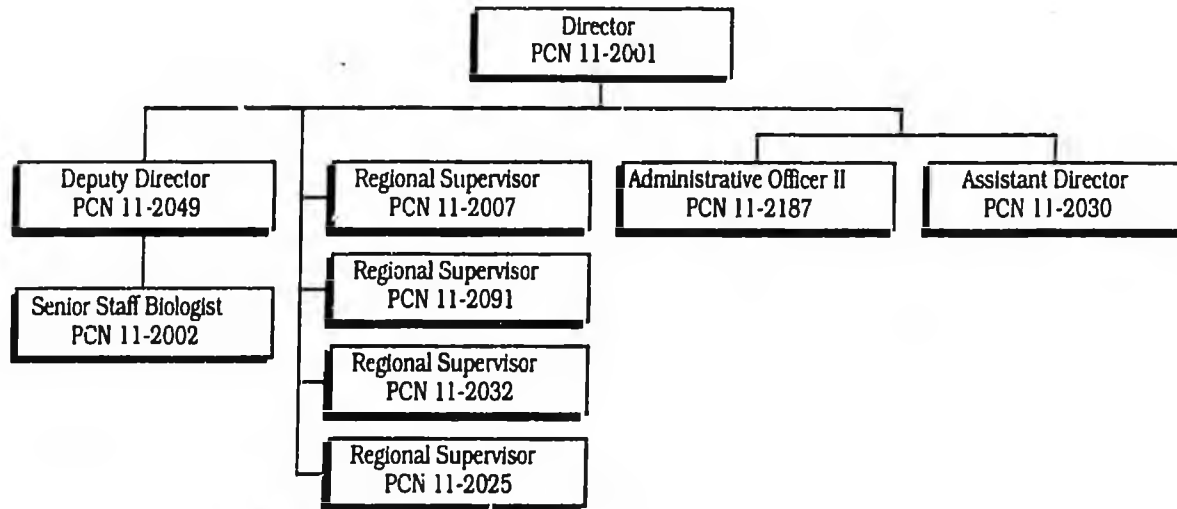 Director
PCN 11-2001
Deputy Director
PCN 11-2049
Regional Supervisor
PCN 11-2007
Administrative Officer II
PCN 11-2187
Assistant Director
PCN 11-2030
Senior Staff Biologist
PCN 11-2002
Regional Supervisor
PCN 11-2091
Regional Supervisor
PCN 11-2032
Regional Supervisor
PCN 11-2025